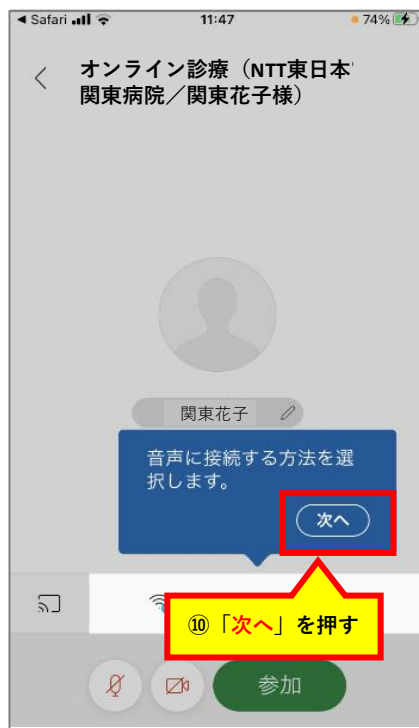 ◀ Safari 11:47 74%
オンライン診療（NTT東日本
関東病院／関東花子様）
関東花子
音声に接続する方法を選
択します。
次へ
⑩「次へ」を押す
参加